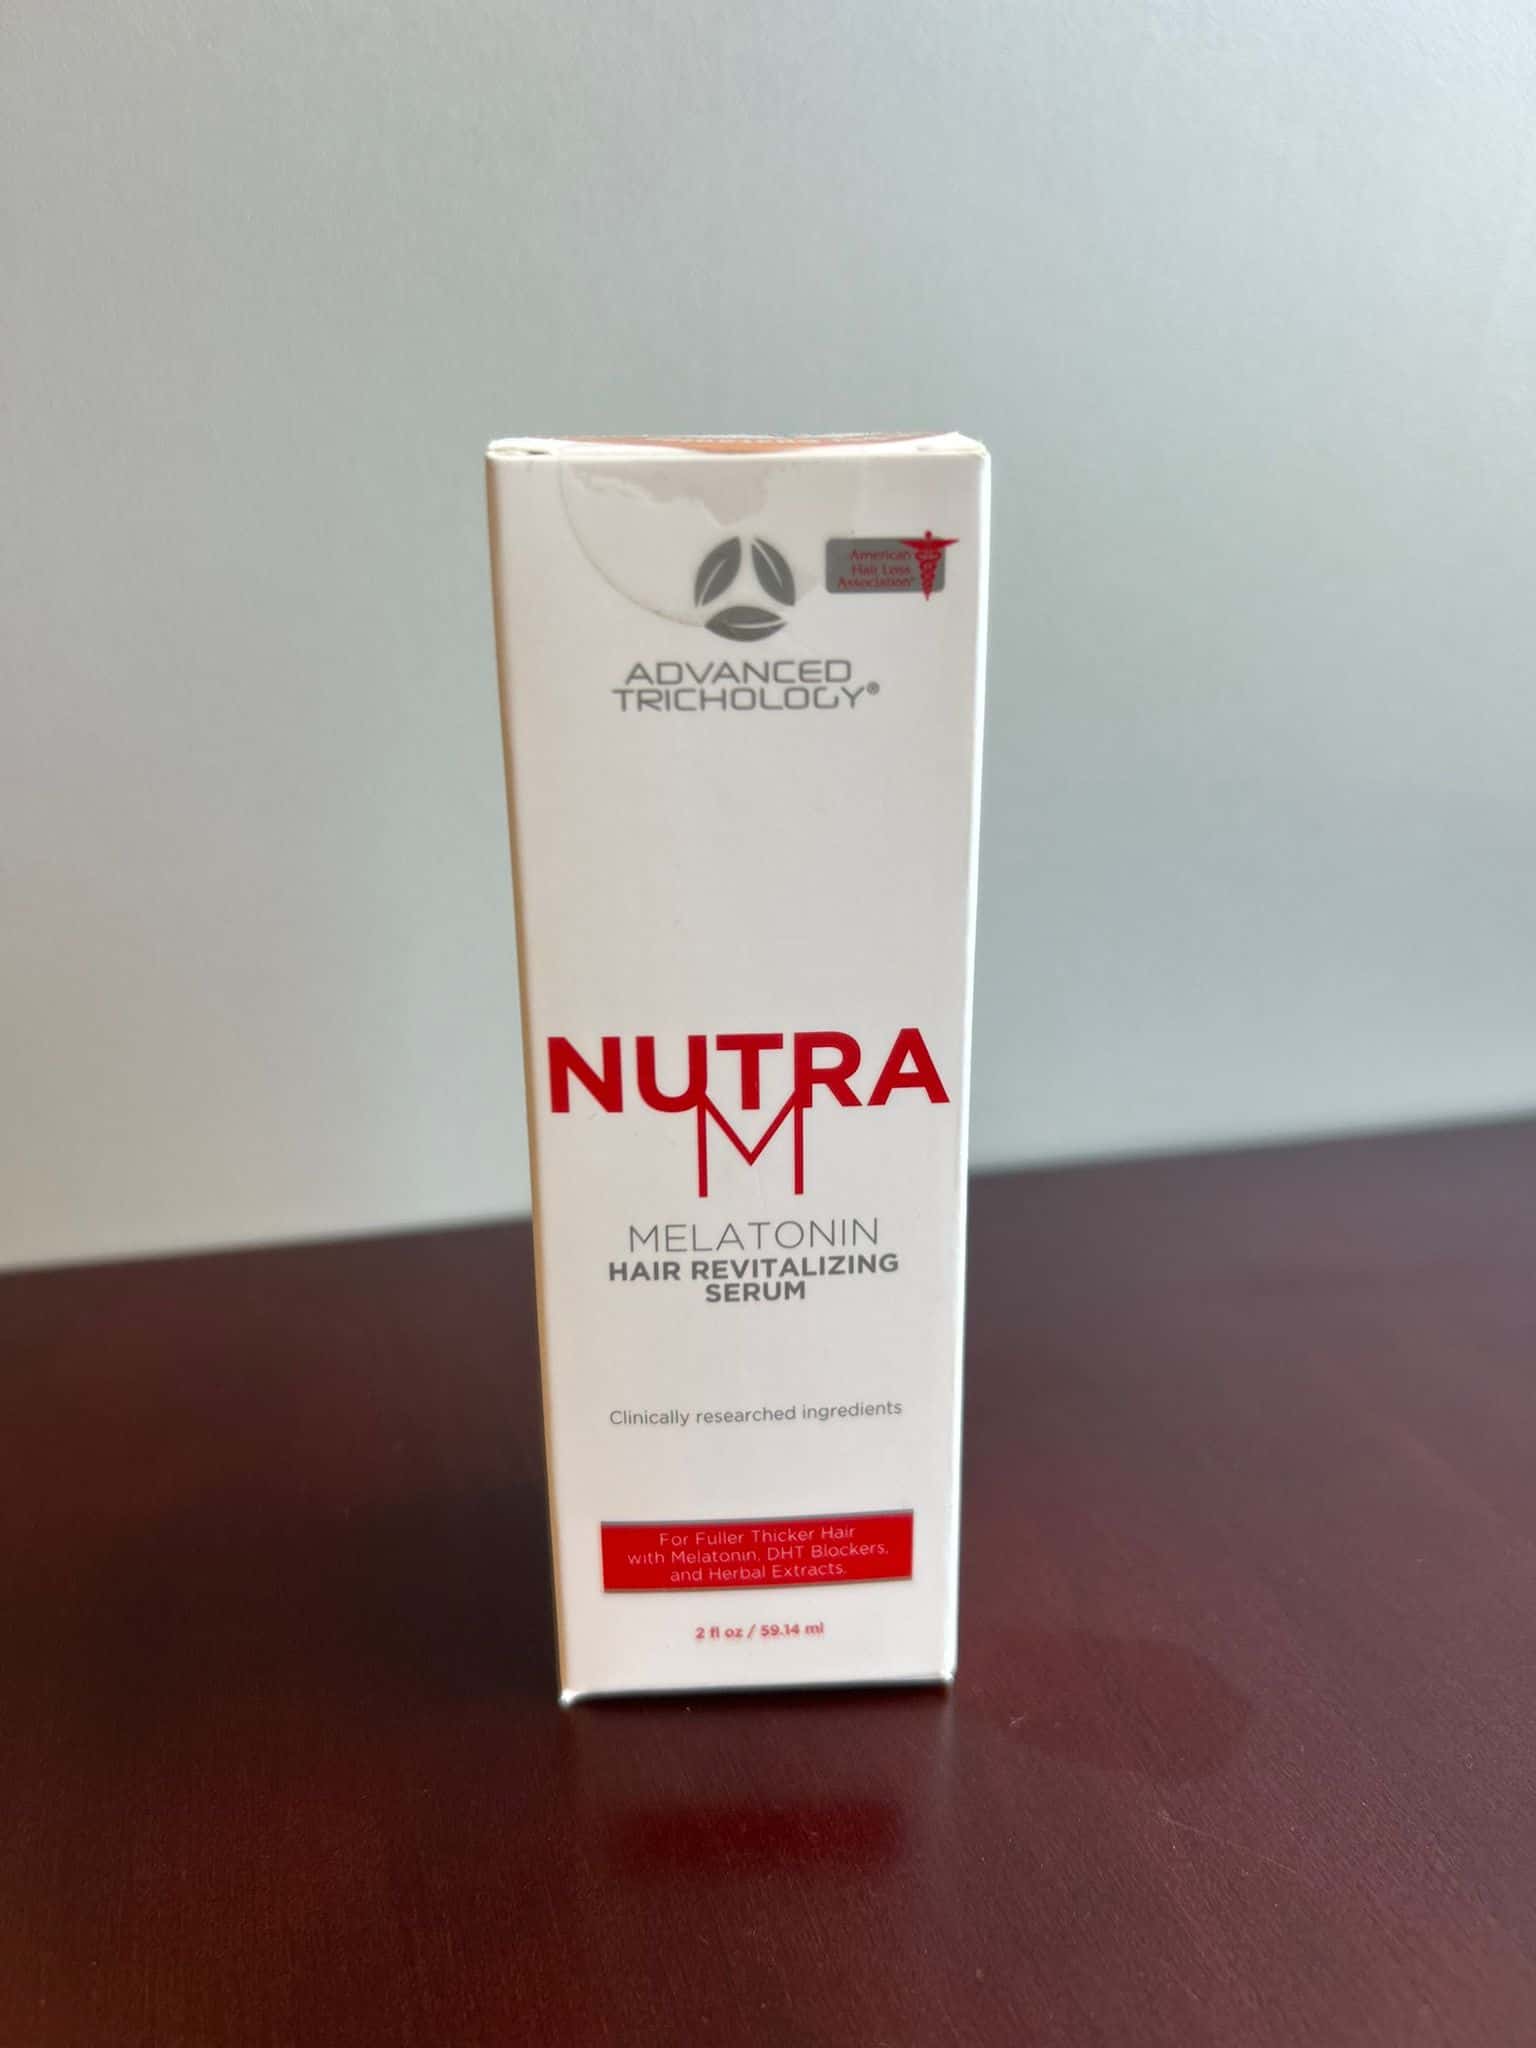 American
Hair Loss
Association®
ADVANCED
TRICHOLOGY®
NUTRA
M
MELATONIN
HAIR REVITALIZING
SERUM
Clinically researched ingredients
For Fuller Thicker Hair
with Melatonin, DHT Blockers,
and Herbal Extracts.
2 fl oz / 59.14 ml